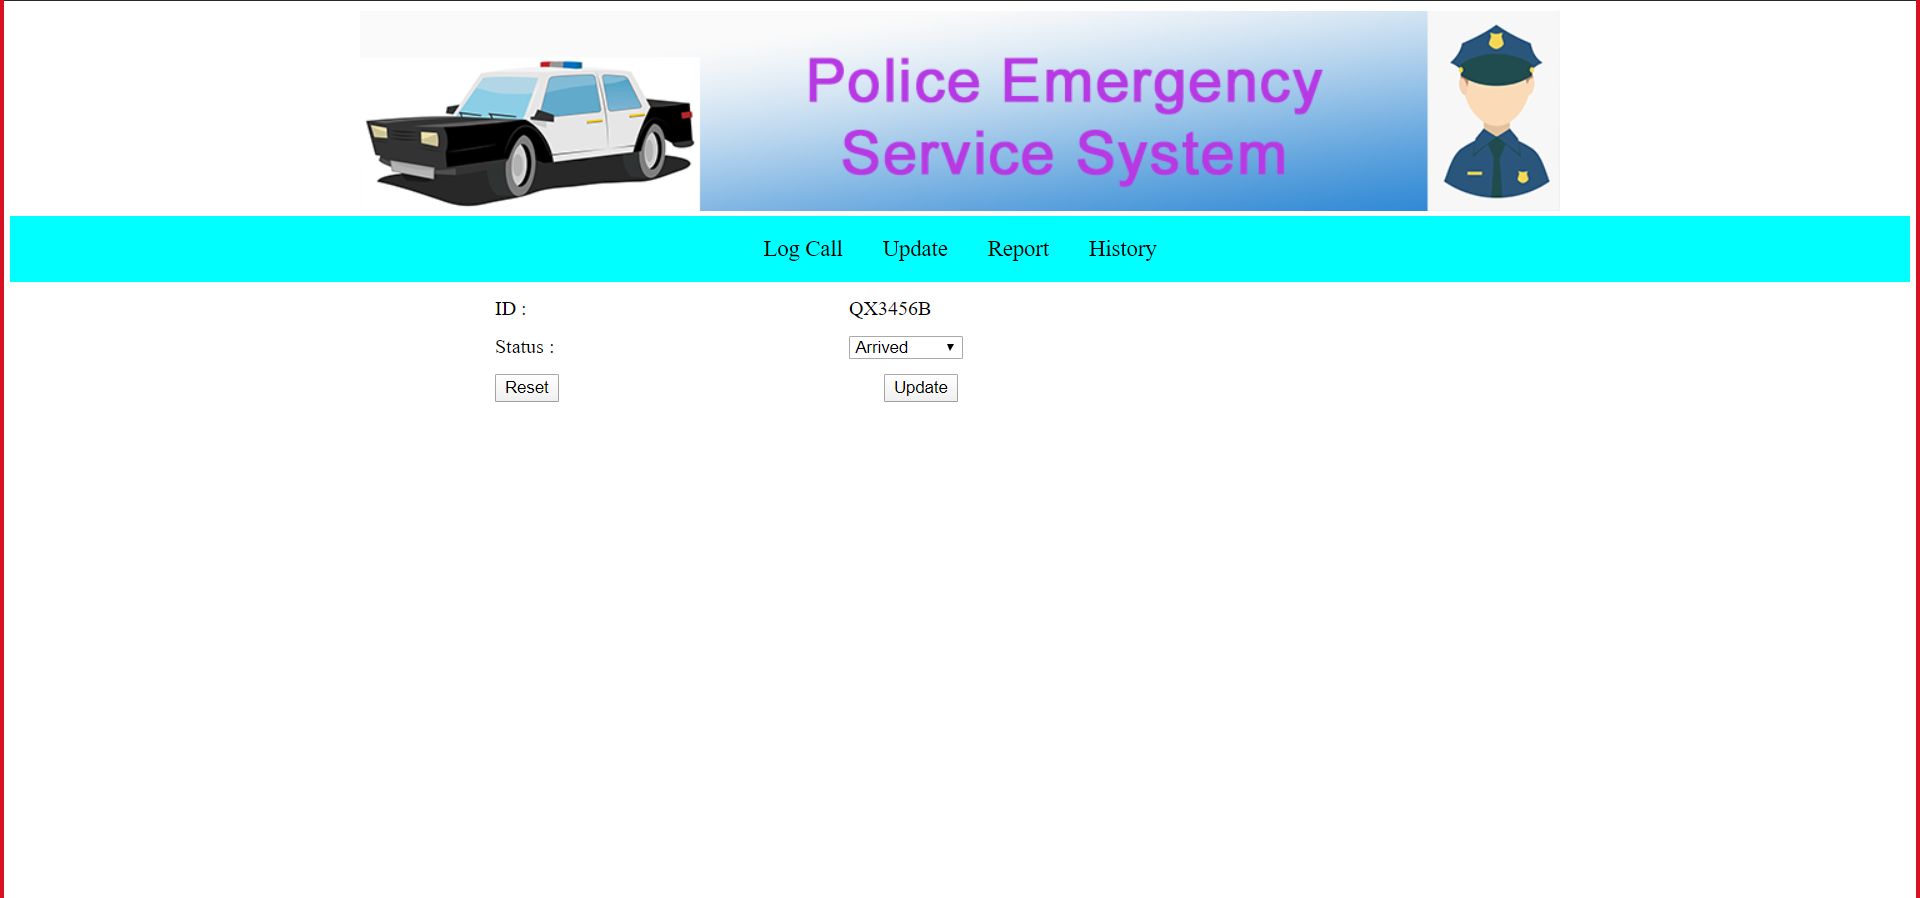 Police Emergency
Service System
Log Call Update Report History
ID : QX3456B
Status : Arrived
Reset Update